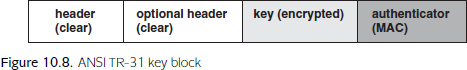 header
(clear)
optional header
(clear)
key (encrypted)
authenticator
(MAC)
Figure 10.8. ANSI TR-31 key block